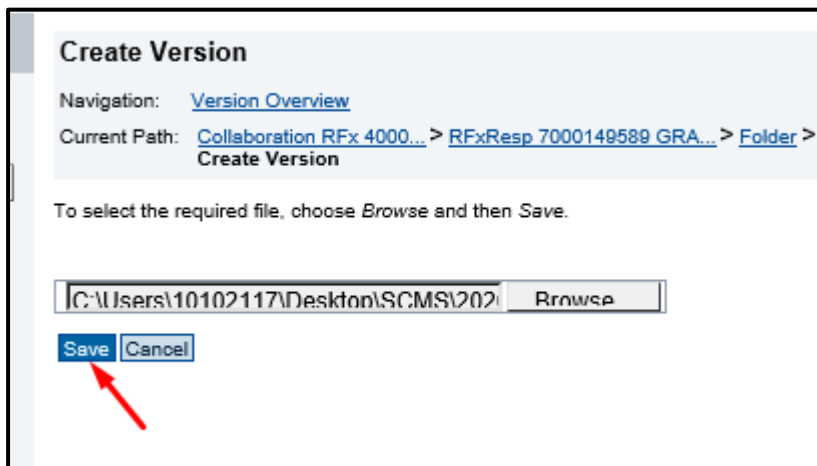 Create Version
Navigation: Version Overview
Current Path: Collaboration RFx 4000... > RFxResp 7000149589 GRA... > Folder >
Create Version
To select the required file, choose Browse and then Save.
C:\Users\10102117\Desktop\SCMS\202 Browse...
Save Cancel